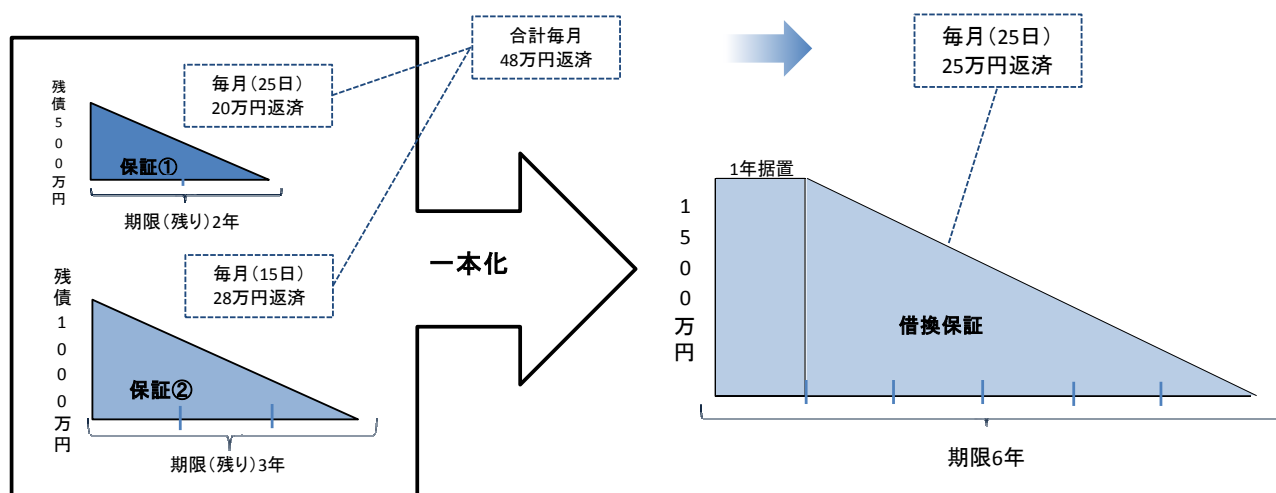 合計毎月
48万円返済
毎月(25日)
20万円返済
残債500万円
保証①
期限(残り)2年
毎月(15日)
28万円返済
残債1000万円
保証②
期限(残り)3年
一本化
毎月(25日)
25万円返済
1年据置
1500万円
借換保証
期限6年